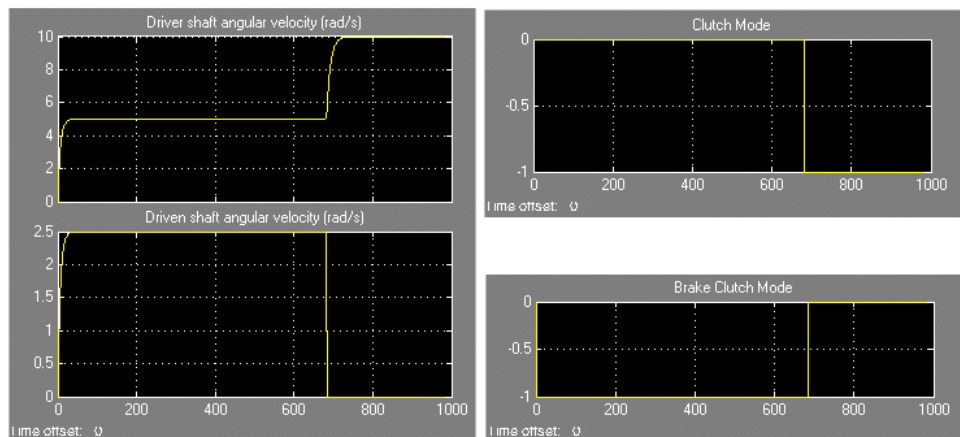 Driver shaft angular velocity (rad/s)
10
8
6
4
2
0
Driven shaft angular velocity (rad/s)
2.5
2
1.5
1
0.5
0
0 200 400 600 800 1000
Time offset: 0
Clutch Mode
0
-0.5
-1
0 200 400 600 800 1000
Time offset: 0
Brake Clutch Mode
0
-0.5
-1
0 200 400 600 800 1000
Time offset: 0